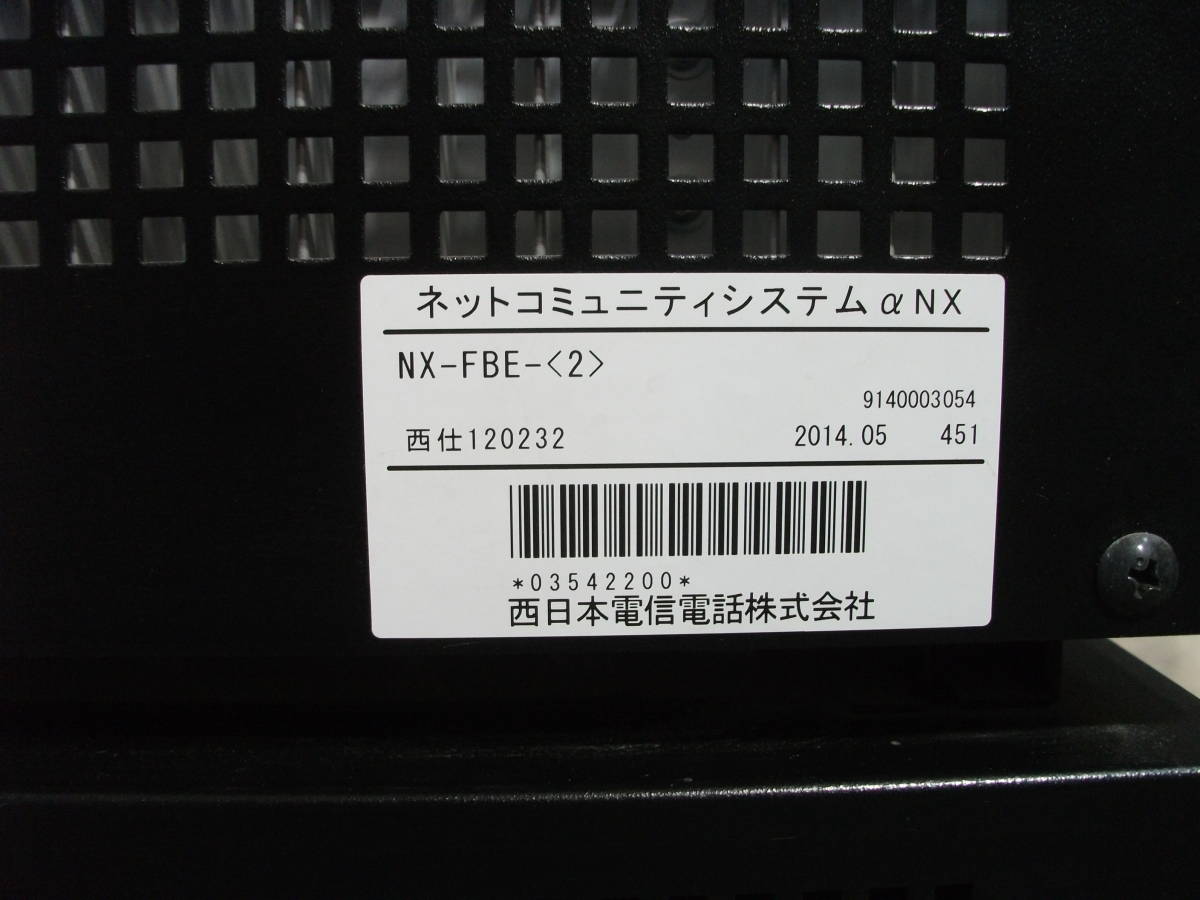 ネットコミュニティシステムαNX
NX-FBE-<2>
9140003054
西仕120232 2014.05 451
*03542200*
西日本電信電話株式会社